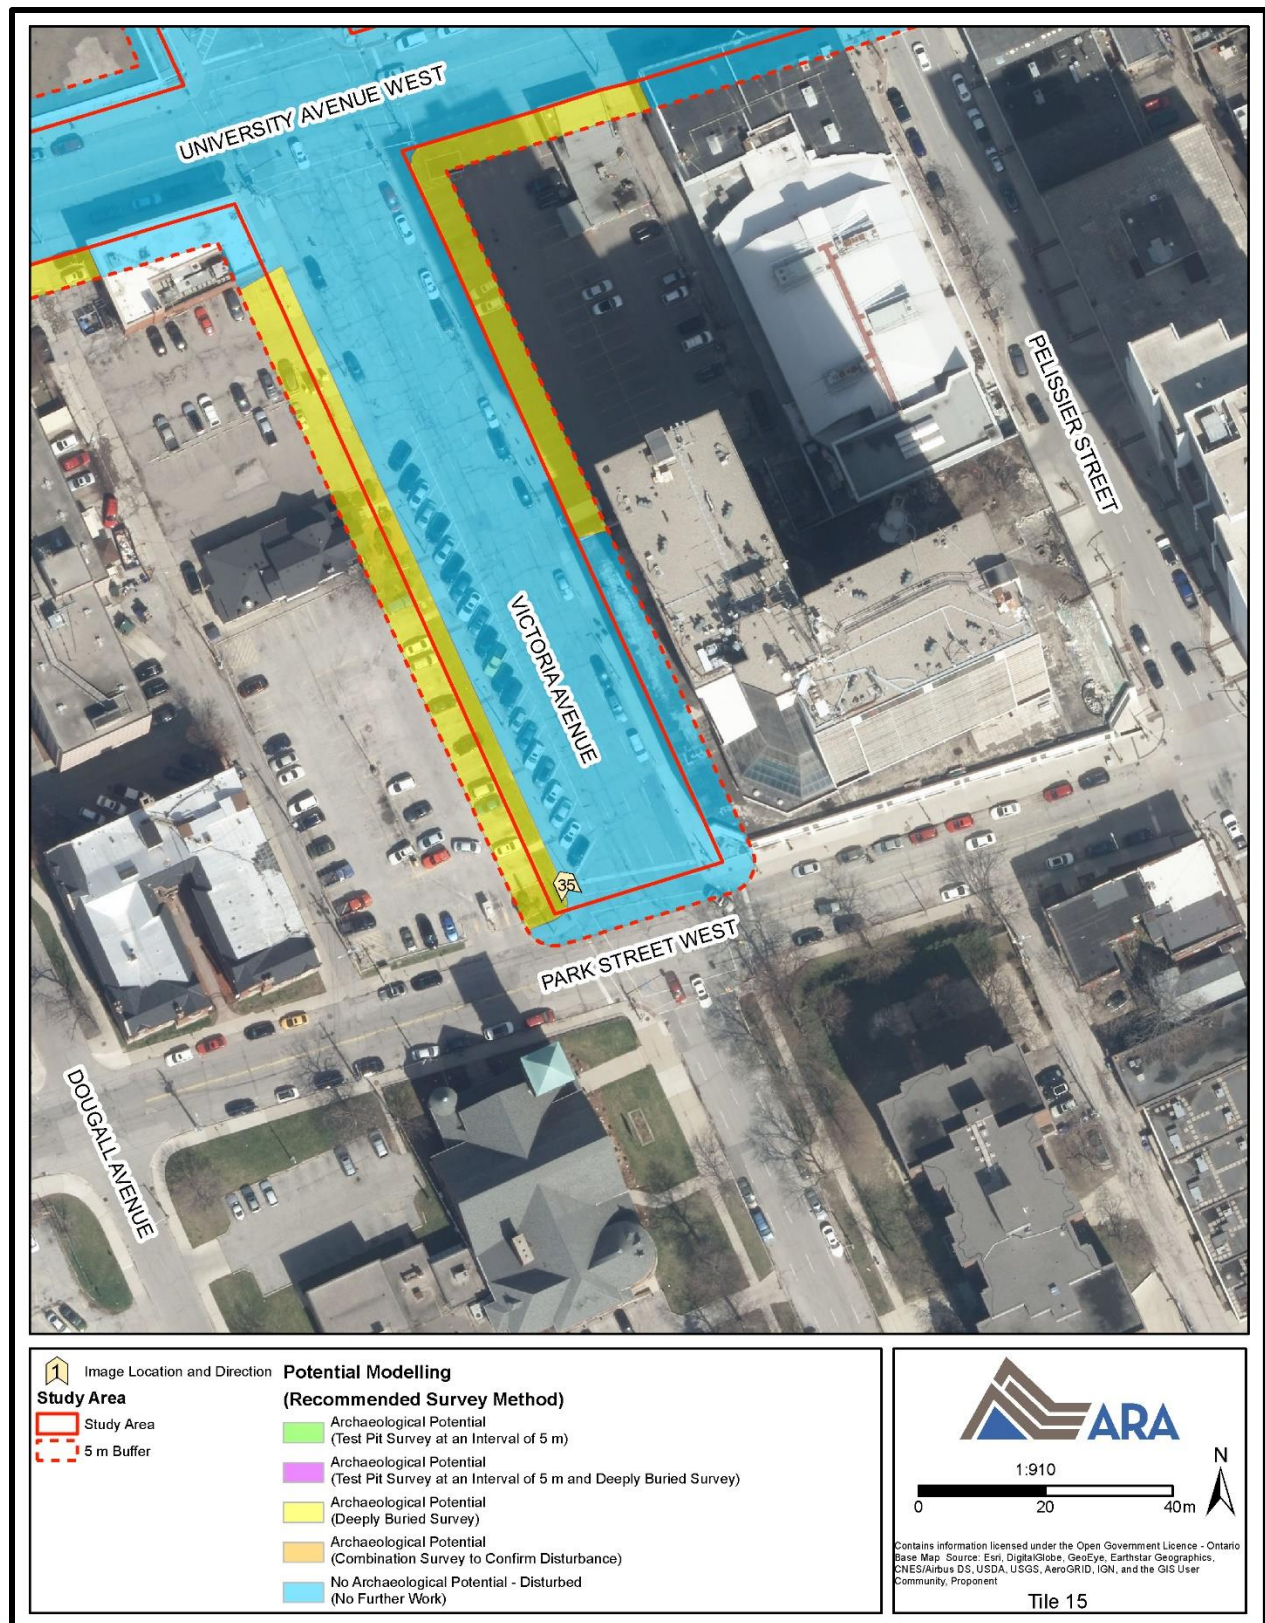 UNIVERSITY AVENUE WEST
PELISSIER STREET
VICTORIA AVENUE
35
PARK STREET WEST
DOUGALL AVENUE
1 Image Location and Direction
Study Area
Study Area
5 m Buffer
Potential Modelling
(Recommended Survey Method)
Archaeological Potential
(Test Pit Survey at an Interval of 5 m)
Archaeological Potential
(Test Pit Survey at an Interval of 5 m and Deeply Buried Survey)
Archaeological Potential
(Deeply Buried Survey)
Archaeological Potential
(Combination Survey to Confirm Disturbance)
No Archaeological Potential - Disturbed
(No Further Work)
ARA
1:910
N
0 20 40m
Contains information licensed under the Open Government Licence - Ontario
Base Map Source: Esri, DigitalGlobe, GeoEye, Earthstar Geographics,
CNES/Airbus DS, USDA, USGS, AeroGRID, IGN, and the GIS User
Community, Proponent
Tile 15